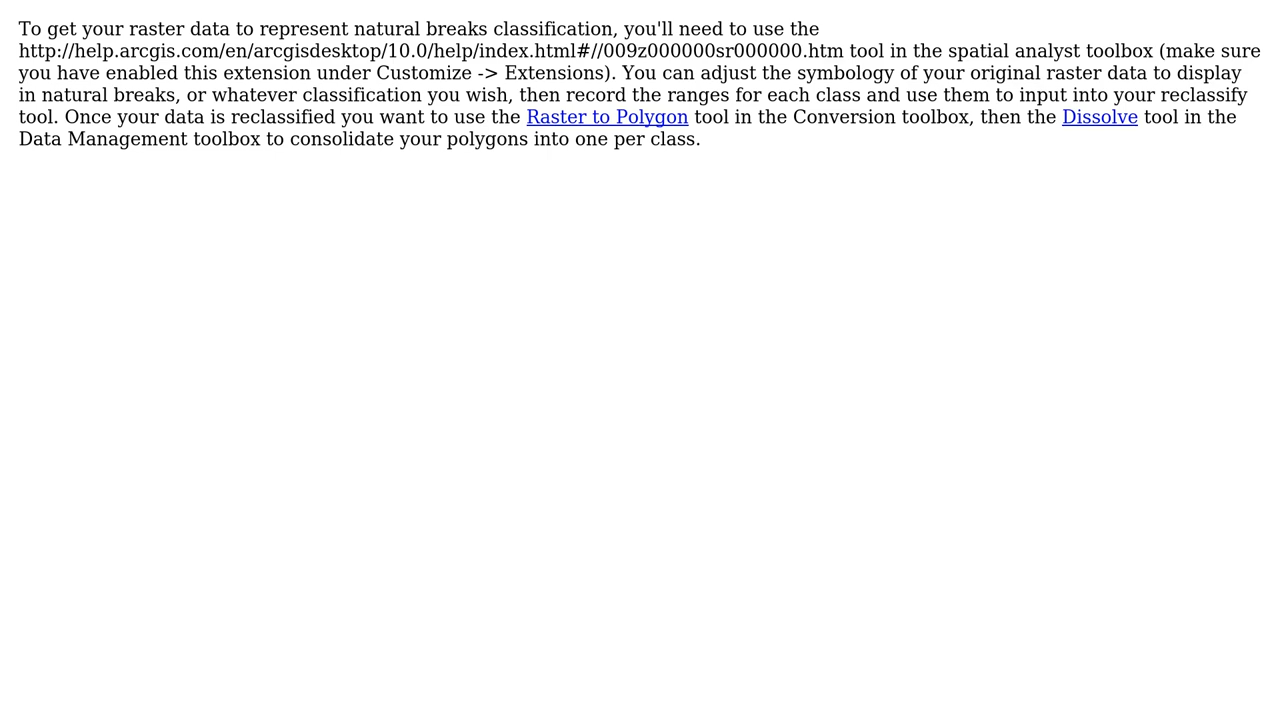 To get your raster data to represent natural breaks classification, you'll need to use the
http://help.arcgis.com/en/arcgisdesktop/10.0/help/index.html#//009z000000sr000000.htm tool in the spatial analyst toolbox (make sure
you have enabled this extension under Customize -> Extensions). You can adjust the symbology of your original raster data to display
in natural breaks, or whatever classification you wish, then record the ranges for each class and use them to input into your reclassify
tool. Once your data is reclassified you want to use the Raster to Polygon tool in the Conversion toolbox, then the Dissolve tool in the
Data Management toolbox to consolidate your polygons into one per class.